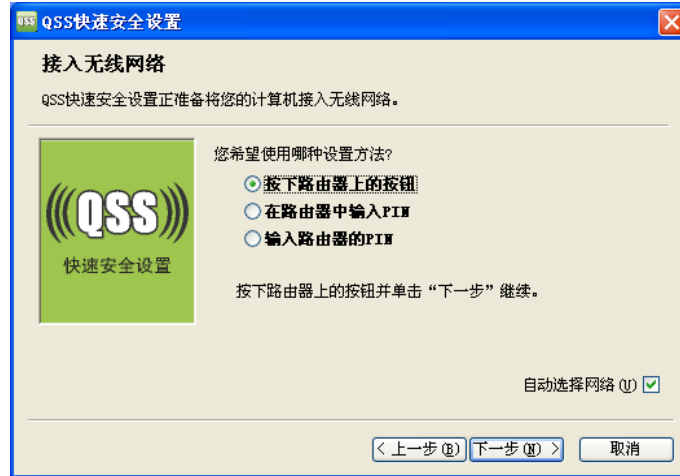 QSS QSS快速安全设置
接入无线网络
QSS快速安全设置正准备将您的计算机接入无线网络。
您希望使用哪种设置方法?
按下路由器上的按钮
在路由器中输入PIN
输入路由器的PIN
(((QSS)))
快速安全设置
按下路由器上的按钮并单击“下一步”继续。
自动选择网络(U)
< 上一步(B) 下一步(N) > 取消